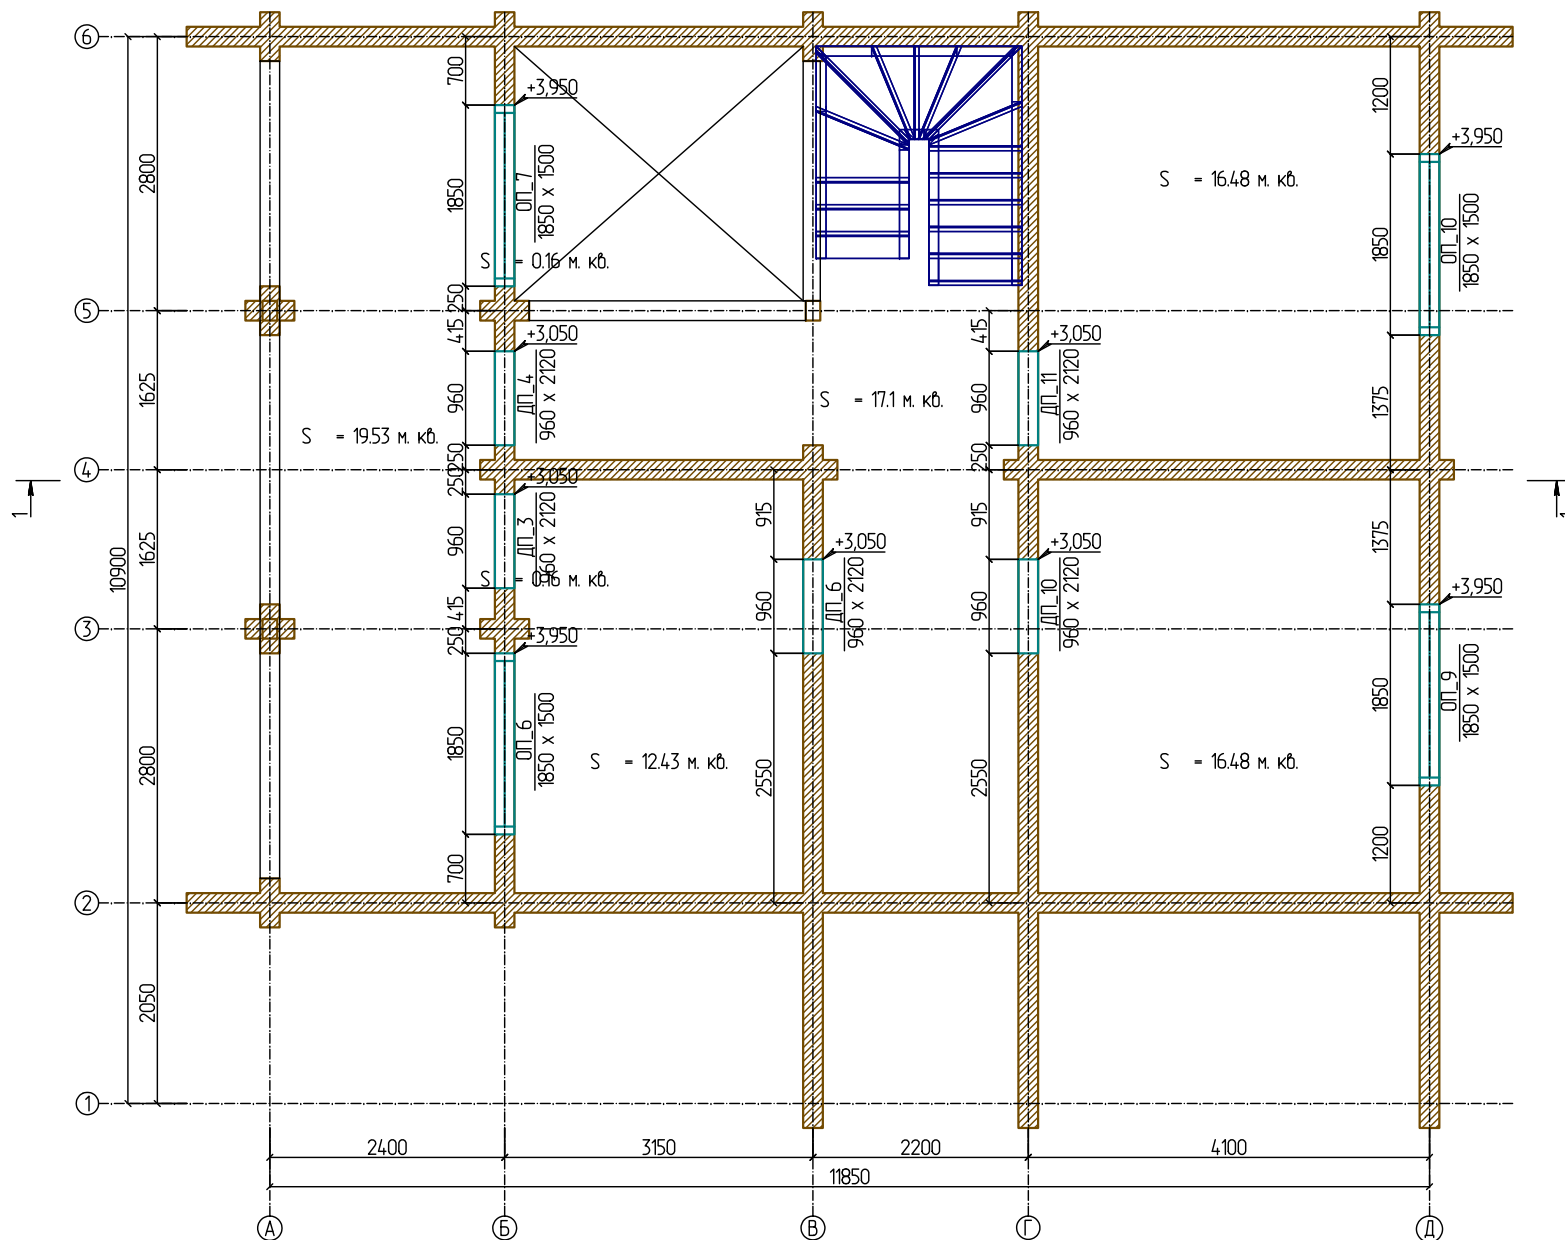 6
700
+3,950
1200
+3,950
2800
1850
ОП_7
1850 x 1500
S = 16.48 м. кв.
1850
ОП_10
1850 x 1500
S = 0.16 м. кв.
250
5
415
+3,050
415
+3,050
1625
960
ДП_4
960 x 2120
S = 17.1 м. кв.
960
ДП_11
960 x 2120
1375
S = 19.53 м. кв.
250
250
4
1
1
250
+3,050
10900
1625
960
ДП_3
960 x 2120
915
+3,050
915
+3,050
1375
S = 0.16 м. кв.
960
ДП_6
960 x 2120
960
ДП_10
960 x 2120
+3,950
415
3
250
+3,950
2800
1850
ОП_6
1850 x 1500
S = 12.43 м. кв.
2550
2550
S = 16.48 м. кв.
1850
ОП_9
1850 x 1500
700
1200
2
2050
1
2400
3150
2200
4100
11850
А
Б
В
Г
Д